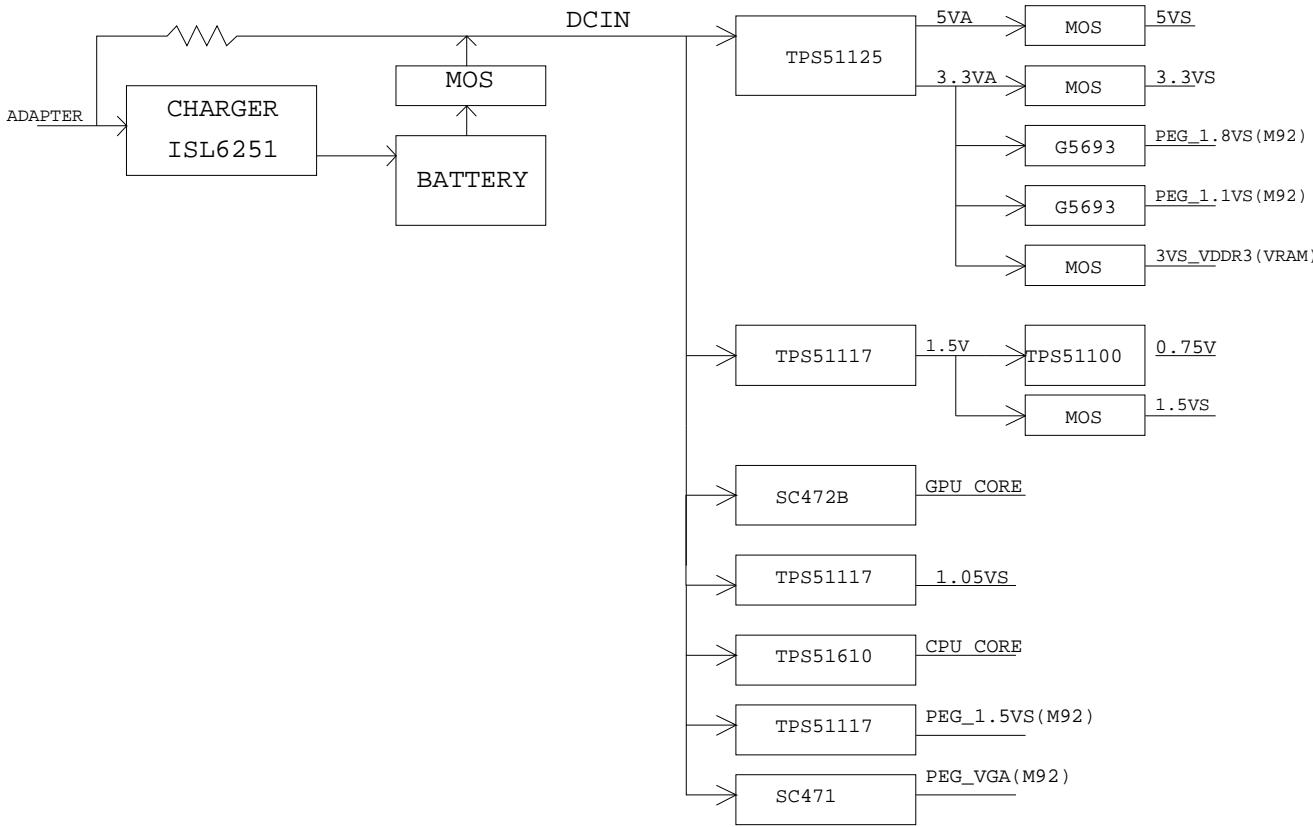 DCIN
5VA
MOS
5VS
TPS51125
3.3VA
MOS
3.3VS
MOS
ADAPTER
CHARGER
ISL6251
BATTERY
G5693
PEG_1.8VS(M92)
G5693
PEG_1.1VS(M92)
MOS
3VS_VDDR3(VRAM)
TPS51117
1.5V
TPS51100
0.75V
MOS
1.5VS
SC472B
GPU CORE
TPS51117
1.05VS
TPS51610
CPU CORE
TPS51117
PEG_1.5VS(M92)
SC471
PEG_VGA(M92)